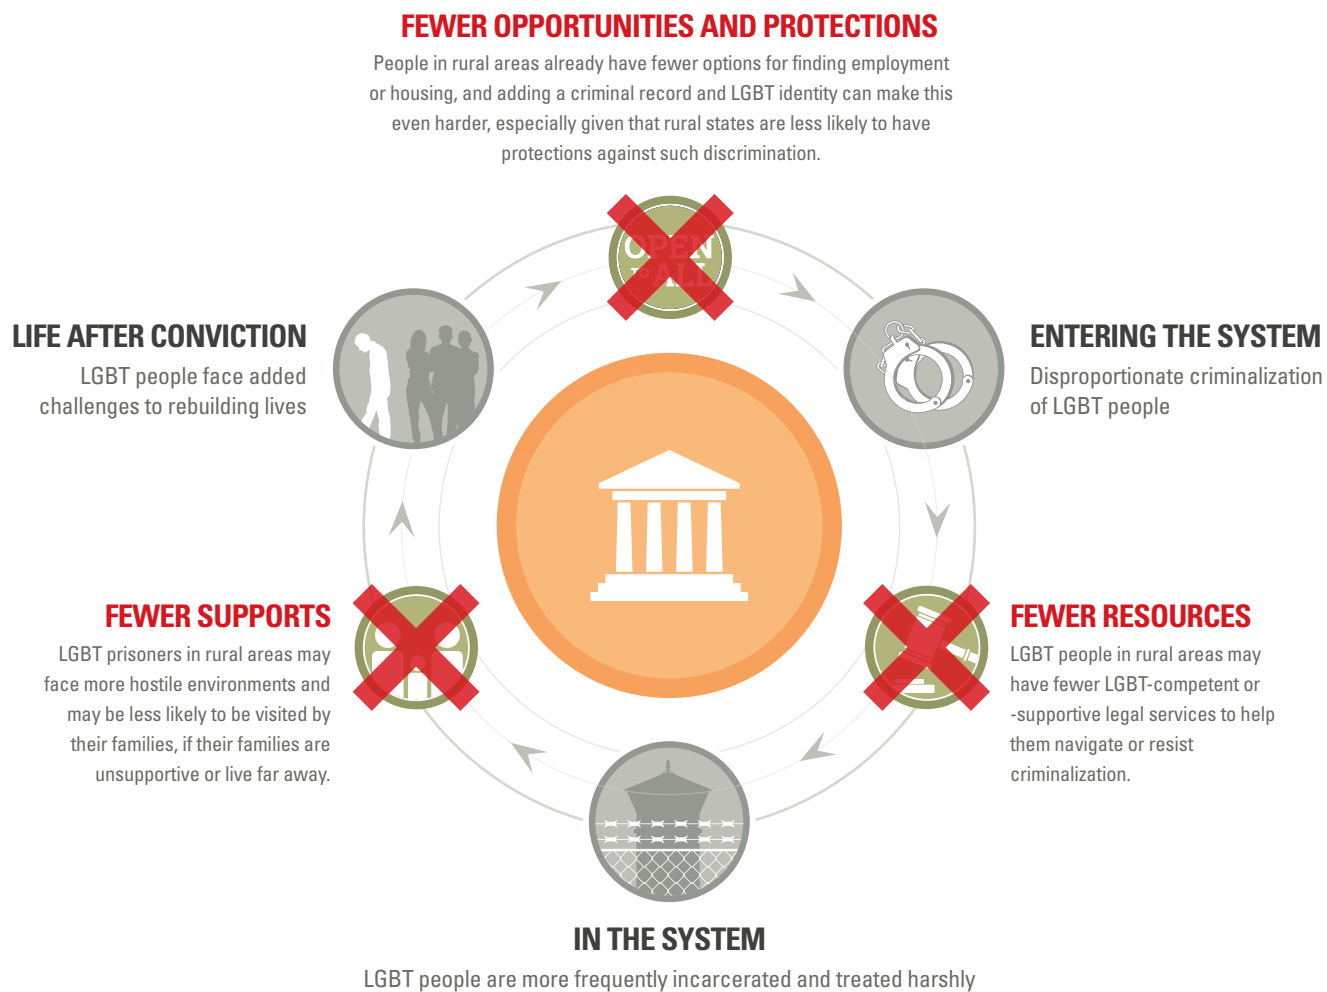 FEWER OPPORTUNITIES AND PROTECTIONS
People in rural areas already have fewer options for finding employment
or housing, and adding a criminal record and LGBT identity can make this
even harder, especially given that rural states are less likely to have
protections against such discrimination.
OPEN
TO ALL
LIFE AFTER CONVICTION
LGBT people face added
challenges to rebuilding lives
ENTERING THE SYSTEM
Disproportionate criminalization
of LGBT people
FEWER SUPPORTS
LGBT prisoners in rural areas may
face more hostile environments and
may be less likely to be visited by
their families, if their families are
unsupportive or live far away.
FEWER RESOURCES
LGBT people in rural areas may
have fewer LGBT-competent or
-supportive legal services to help
them navigate or resist
criminalization.
IN THE SYSTEM
LGBT people are more frequently incarcerated and treated harshly